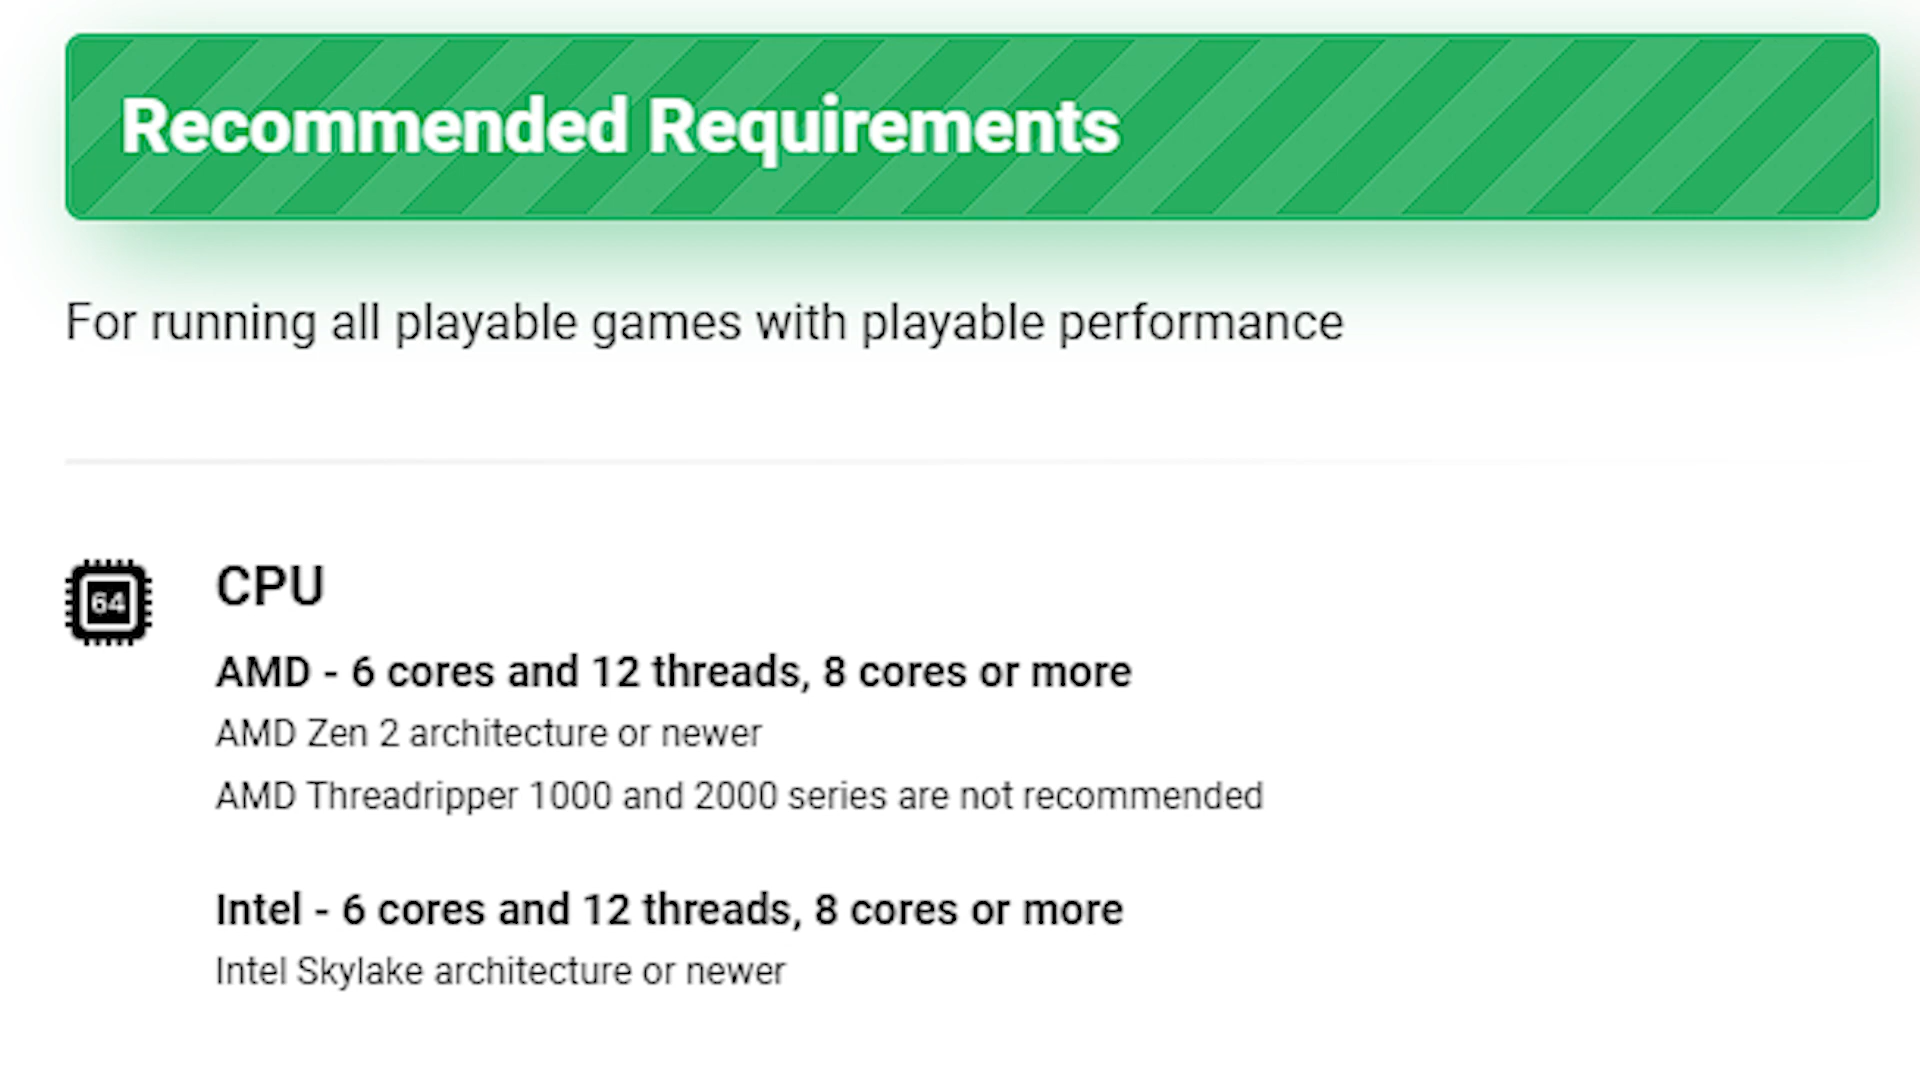 Recommended Requirements
For running all playable games with playable performance
64
CPU
AMD - 6 cores and 12 threads, 8 cores or more
AMD Zen 2 architecture or newer
AMD Threadripper 1000 and 2000 series are not recommended
Intel - 6 cores and 12 threads, 8 cores or more
Intel Skylake architecture or newer